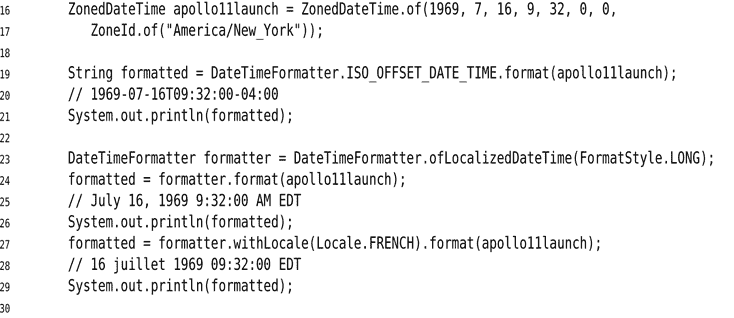 16 ZonedDateTime apollo11launch = ZonedDateTime.of(1969, 7, 16, 9, 32, 0, 0,
17 ZoneId.of("America/New_York"));
18
19 String formatted = DateTimeFormatter.ISO_OFFSET_DATE_TIME.format(apollo11launch);
20 // 1969-07-16T09:32:00-04:00
21 System.out.println(formatted);
22
23 DateTimeFormatter formatter = DateTimeFormatter.ofLocalizedDateTime(FormatStyle.LONG);
24 formatted = formatter.format(apollo11launch);
25 // July 16, 1969 9:32:00 AM EDT
26 System.out.println(formatted);
27 formatted = formatter.withLocale(Locale.FRENCH).format(apollo11launch);
28 // 16 juillet 1969 09:32:00 EDT
29 System.out.println(formatted);
30